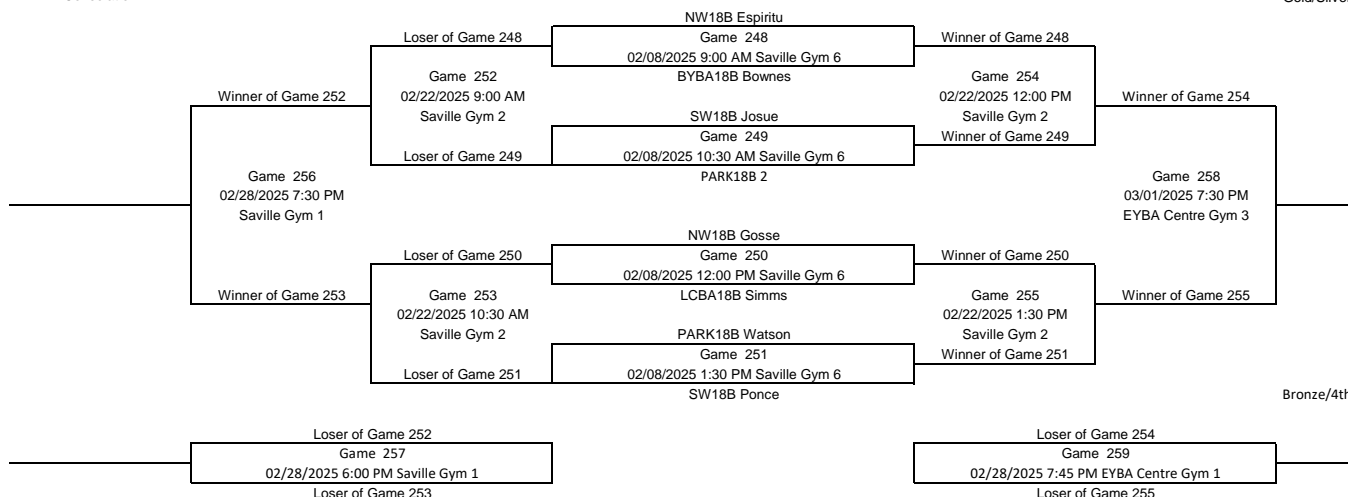 NW18B Espiritu
Loser of Game 248
Game 248
Winner of Game 248
02/08/2025 9:00 AM Saville Gym 6
Game 252
BYBA18B Bownes
Game 254
Winner of Game 252
02/22/2025 9:00 AM
02/22/2025 12:00 PM
Winner of Game 254
Saville Gym 2
SW18B Josue
Saville Gym 2
Game 249
Winner of Game 249
Loser of Game 249
02/08/2025 10:30 AM Saville Gym 6
Game 256
PARK18B 2
Game 258
02/28/2025 7:30 PM
03/01/2025 7:30 PM
Saville Gym 1
EYBA Centre Gym 3
NW18B Gosse
Loser of Game 250
Game 250
Winner of Game 250
02/08/2025 12:00 PM Saville Gym 6
Winner of Game 253
Game 253
LCBA18B Simms
Game 255
Winner of Game 255
02/22/2025 10:30 AM
02/22/2025 1:30 PM
Saville Gym 2
PARK18B Watson
Saville Gym 2
Game 251
Winner of Game 251
Loser of Game 251
02/08/2025 1:30 PM Saville Gym 6
SW18B Ponce
Bronze/4th
Loser of Game 252
Loser of Game 254
Game 257
Game 259
02/28/2025 6:00 PM Saville Gym 1
02/28/2025 7:45 PM EYBA Centre Gym 1
Loser of Game 253
Loser of Game 255